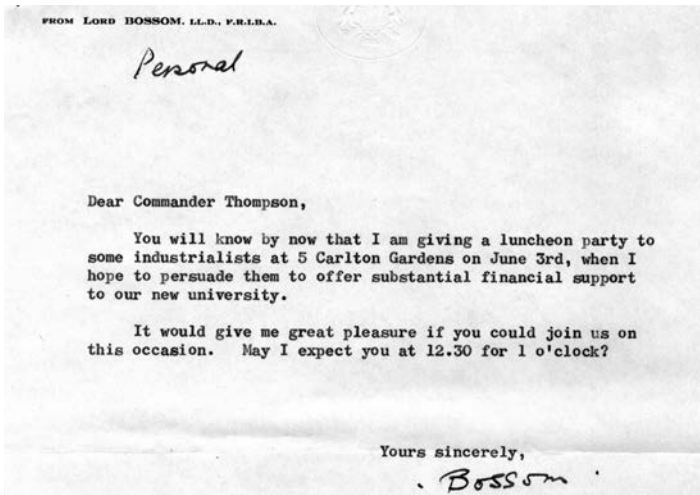 FROM LORD BOSSOM, LL.D., F.R.I.B.A.
Personal
Dear Commander Thompson,
You will know by now that I am giving a luncheon party to
some industrialists at 5 Carlton Gardens on June 3rd, when I
hope to persuade them to offer substantial financial support
to our new university.
It would give me great pleasure if you could join us on
this occasion. May I expect you at 12.30 for 1 o'clock?
Yours sincerely,
. Bossom .